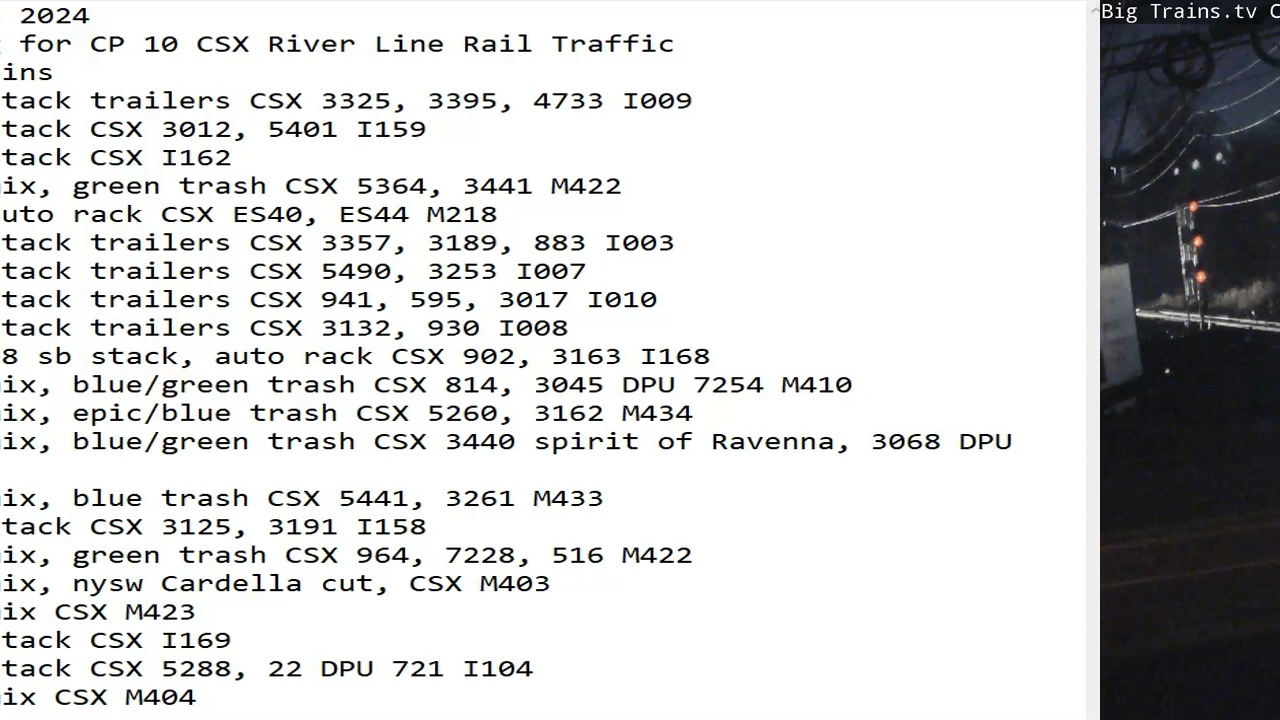 2024
for CP 10 CSX River Line Rail Traffic
ins
tack trailers CSX 3325, 3395, 4733 I009
tack CSX 3012, 5401 I159
tack CSX I162
ix, green trash CSX 5364, 3441 M422
uto rack CSX ES40, ES44 M218
tack trailers CSX 3357, 3189, 883 I003
tack trailers CSX 5490, 3253 I007
tack trailers CSX 941, 595, 3017 I010
tack trailers CSX 3132, 930 I008
8 sb stack, auto rack CSX 902, 3163 I168
ix, blue/green trash CSX 814, 3045 DPU 7254 M410
ix, epic/blue trash CSX 5260, 3162 M434
ix, blue/green trash CSX 3440 spirit of Ravenna, 3068 DPU
ix, blue trash CSX 5441, 3261 M433
tack CSX 3125, 3191 I158
ix, green trash CSX 964, 7228, 516 M422
ix, nysw Cardella cut, CSX M403
ix CSX M423
tack CSX I169
tack CSX 5288, 22 DPU 721 I104
ix CSX M404
Big Trains.tv C